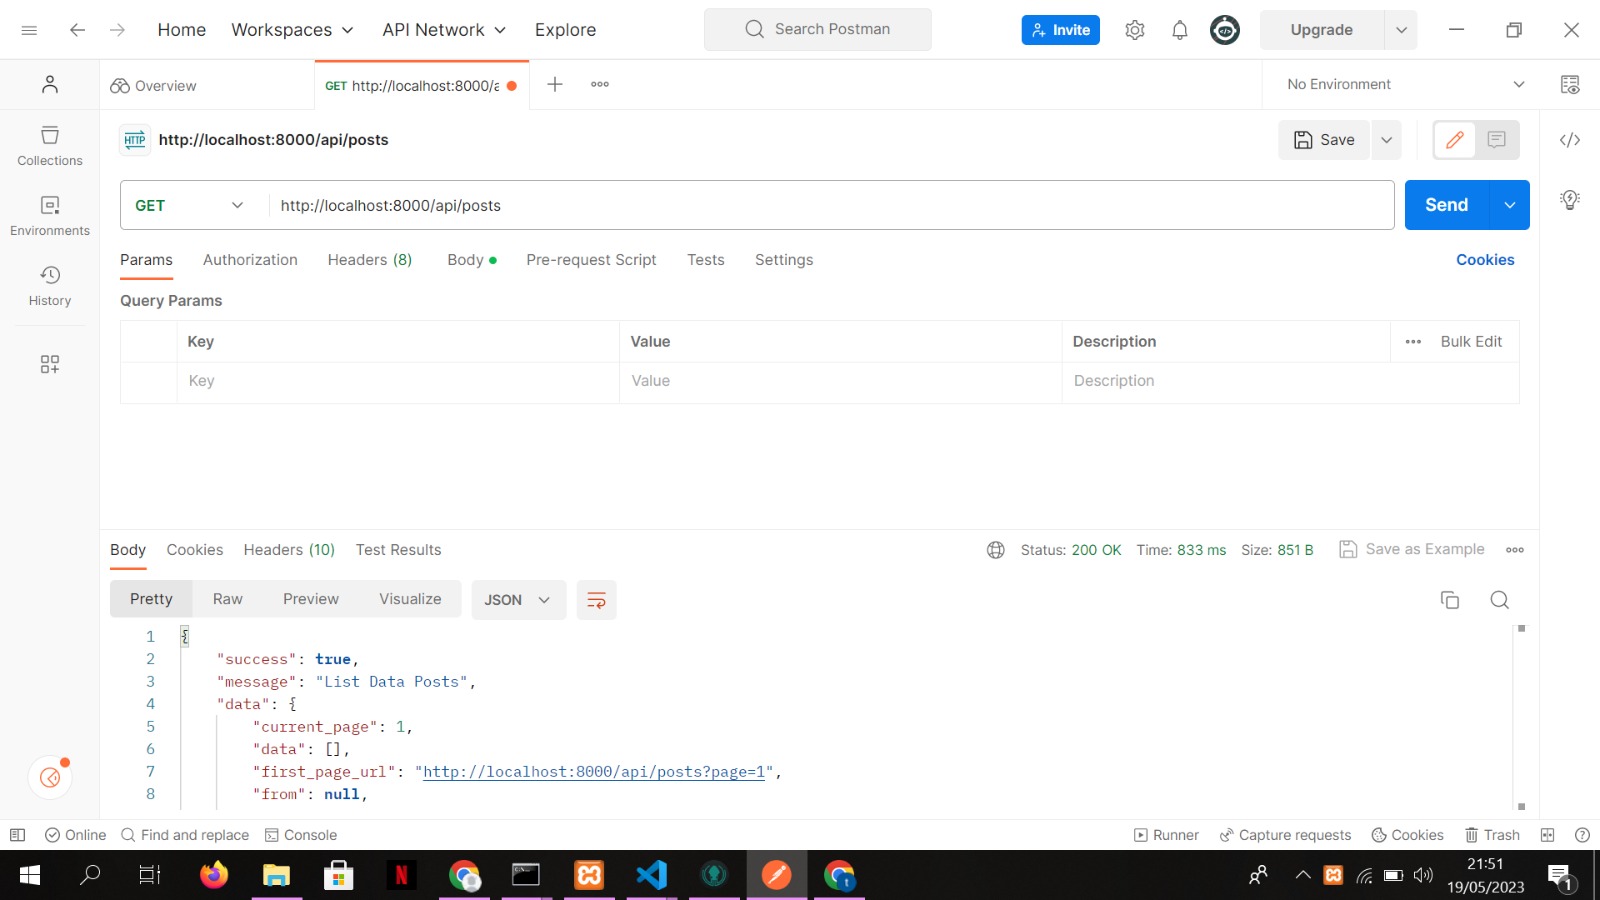 Home Workspaces API Network Explore Search Postman Invite Upgrade
Overview GET http://localhost:8000/a No Environment
HTTP http://localhost:8000/api/posts Save
Collections
GET http://localhost:8000/api/posts Send
Environments
Params Authorization Headers (8) Body Pre-request Script Tests Settings Cookies
History
Query Params
Key Value Description Bulk Edit
Key Value Description
Body Cookies Headers (10) Test Results Status: 200 OK Time: 833 ms Size: 851 B Save as Example
Pretty Raw Preview Visualize JSON
1 {
2 "success": true,
3 "message": "List Data Posts",
4 "data": {
5 "current_page": 1,
6 "data": [],
7 "first_page_url": "http://localhost:8000/api/posts?page=1",
8 "from": null,
Online Find and replace Console Runner Capture requests Cookies Trash
N t 21:51
19/05/2023 1